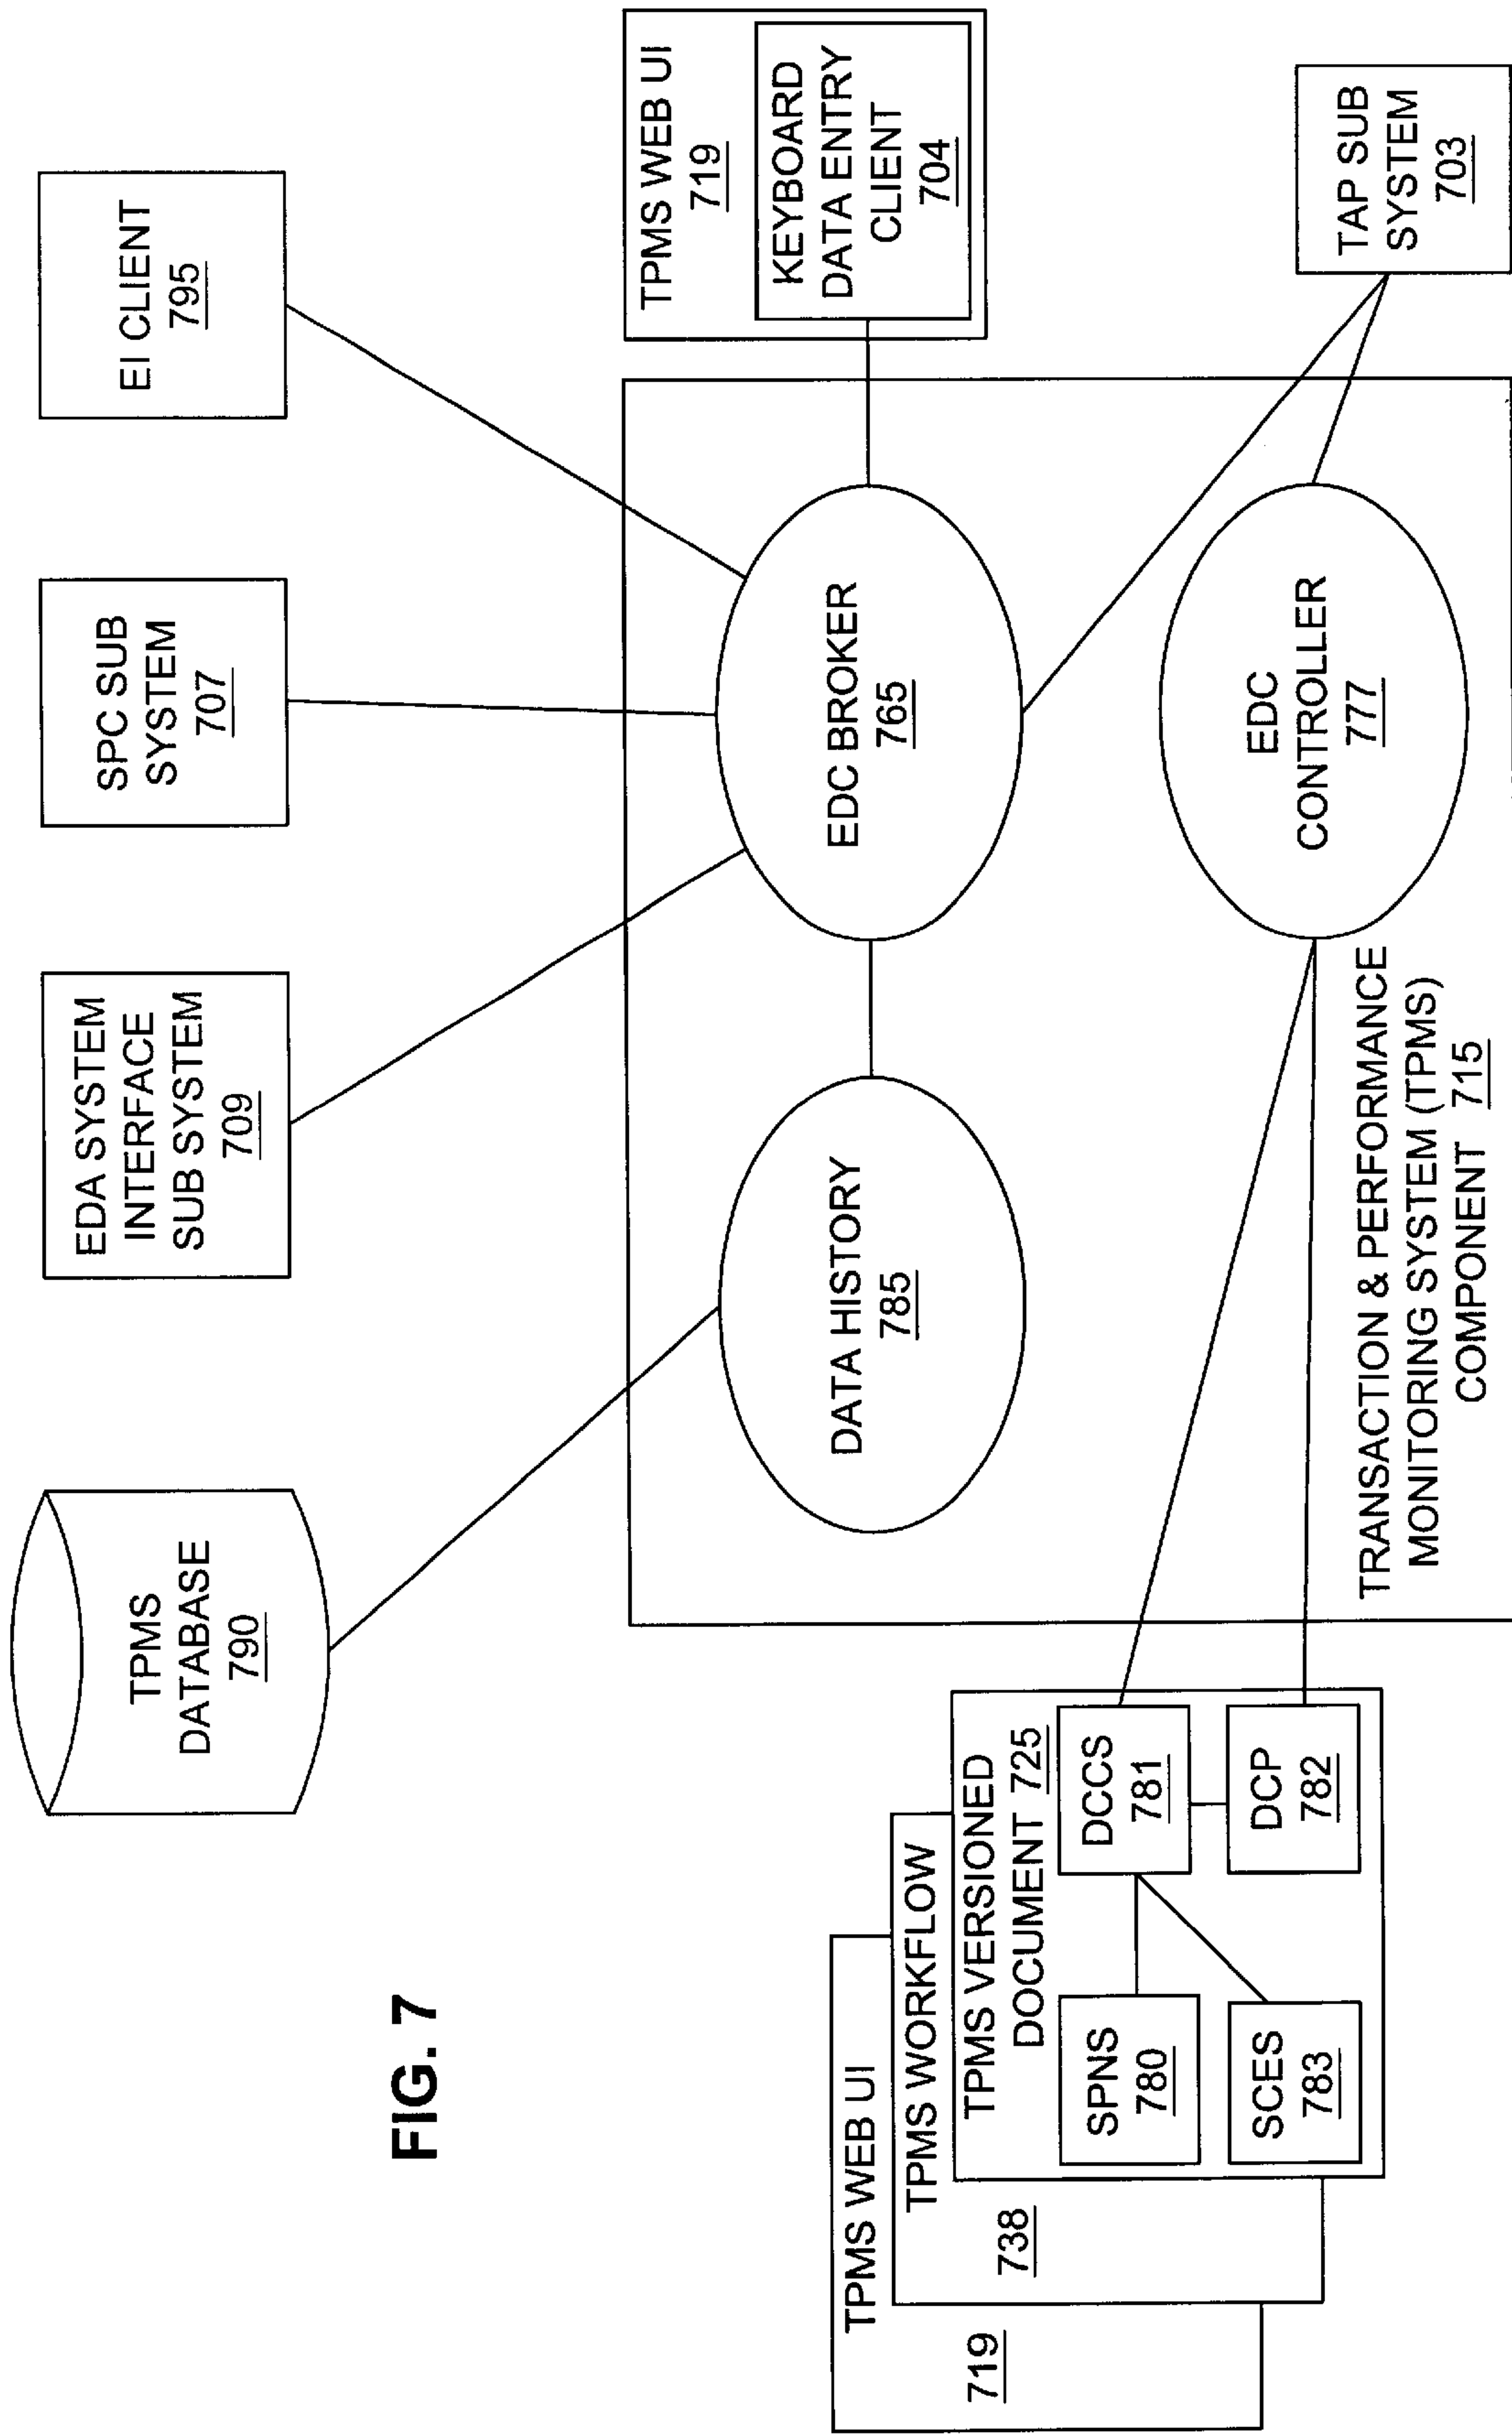 FIG. 7
TPMS
DATABASE
790
EDA SYSTEM
INTERFACE
SUB SYSTEM
709
SPC SUB
SYSTEM
707
EI CLIENT
795
TPMS WEB UI
719
KEYBOARD
DATA ENTRY
CLIENT
704
DATA HISTORY
785
EDC BROKER
765
EDC
CONTROLLER
777
TAP SUB
SYSTEM
703
TRANSACTION & PERFORMANCE
MONITORING SYSTEM (TPMS)
COMPONENT 715
TPMS WEB UI
719
TPMS WORKFLOW
738
TPMS VERSIONED
DOCUMENT 725
SPNS
780
DCCS
781
SCES
783
DCP
782